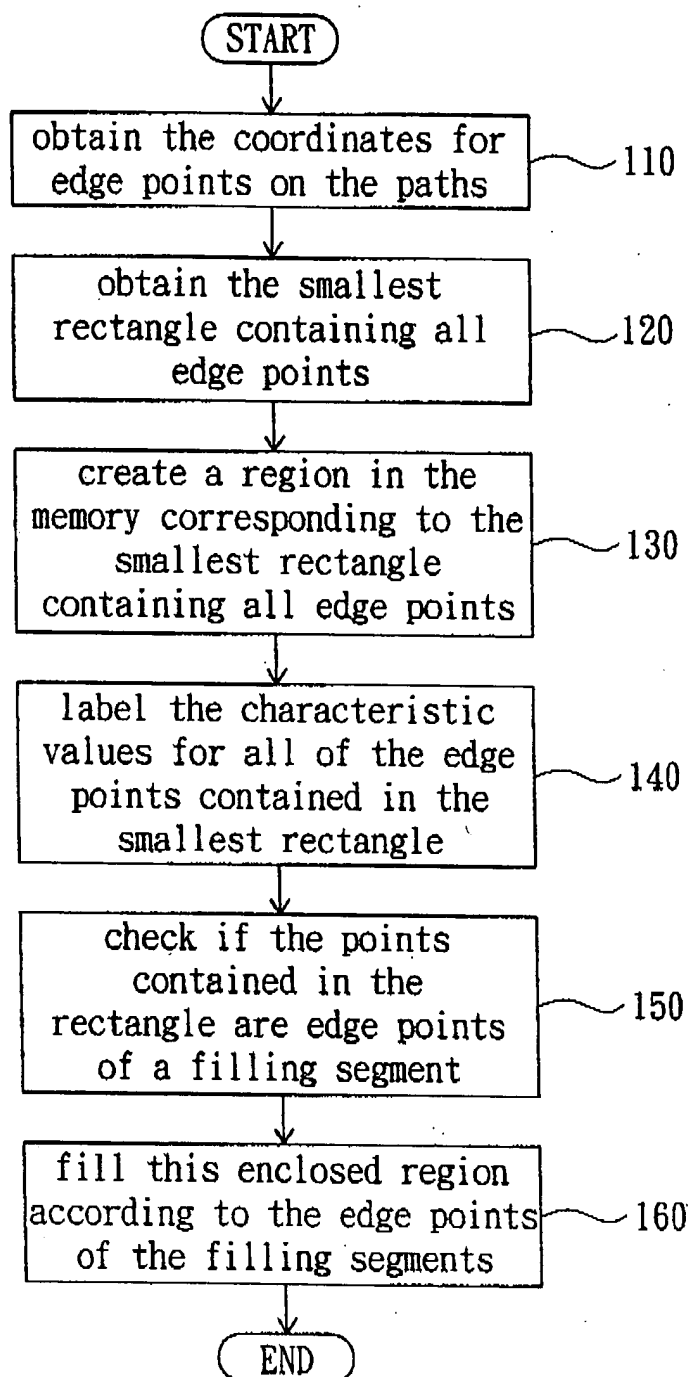 START
obtain the coordinates for
edge points on the paths
110
obtain the smallest
rectangle containing all
edge points
120
create a region in the
memory corresponding to the
smallest rectangle
containing all edge points
130
label the characteristic
values for all of the edge
points contained in the
smallest rectangle
140
check if the points
contained in the
rectangle are edge points
of a filling segment
150
fill this enclosed region
according to the edge points
of the filling segments
160
END